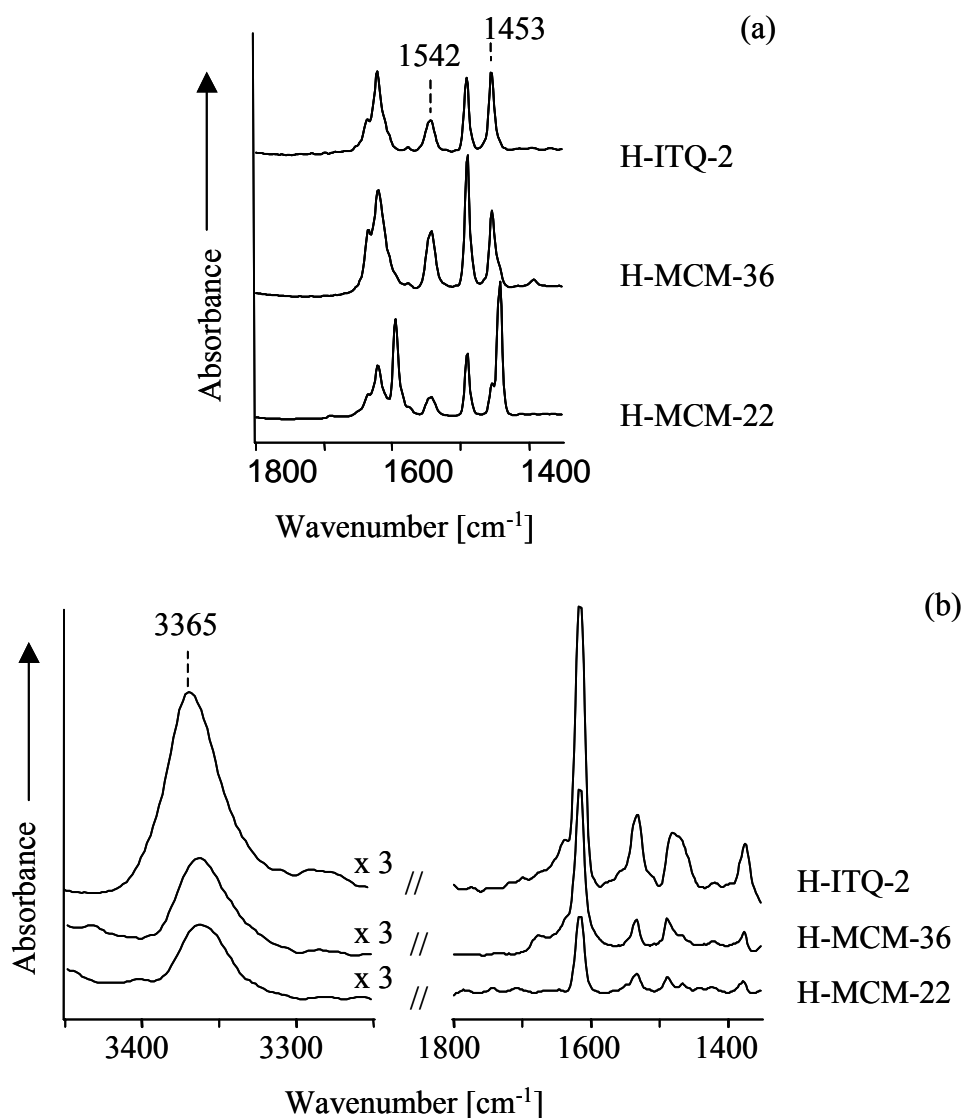 (a)
1453
1542
H-ITQ-2
H-MCM-36
H-MCM-22
Absorbance
1800 1600 1400
Wavenumber [cm⁻¹]
(b)
3365
x 3 // H-ITQ-2
x 3 // H-MCM-36
x 3 // H-MCM-22
Absorbance
3400 3300 1800 1600 1400
Wavenumber [cm⁻¹]